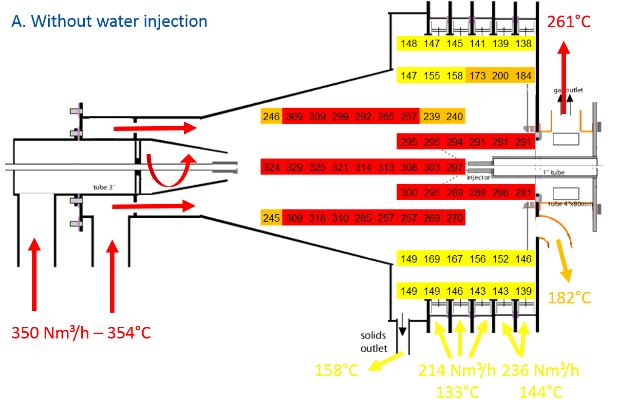 A. Without water injection
261°C
148 147 145 141 139 138
147 155 158 173 200 184
gas outlet
246 309 309 299 292 265 257 239 240
295 295 294 291 291 291
324 329 325 321 314 313 308 303 297
1" tube
tube 3"
injector
300 298 289 288 286 281
tube 4"x80mm
245 309 318 310 285 257 257 269 270
149 169 167 156 152 146
182°C
149 149 146 143 143 139
350 Nm³/h – 354°C
solids
outlet
158°C
214 Nm³/h 236 Nm³/h
133°C 144°C